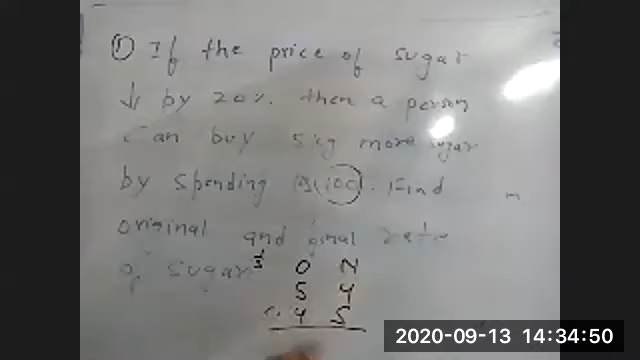 ① If the price of sugar
↓ by 20%. then a person
can buy 5kg more sugar
by spending Rs 100. Find
original and final rate
of sugar.
O N
5 4
4 5
2020-09-13 14:34:50